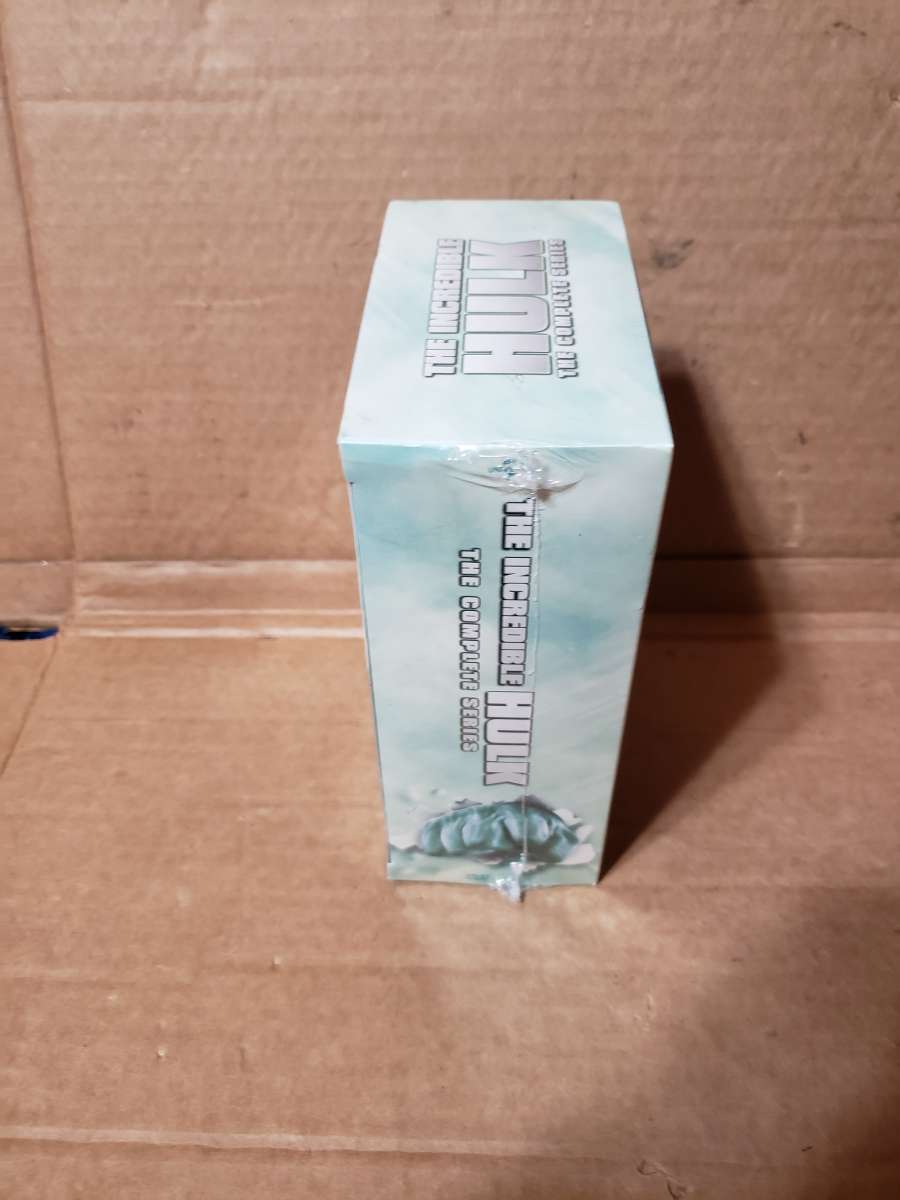 THE INCREDIBLE
HULK
THE COMPLETE SERIES
THE INCREDIBLE HULK
THE COMPLETE SERIES